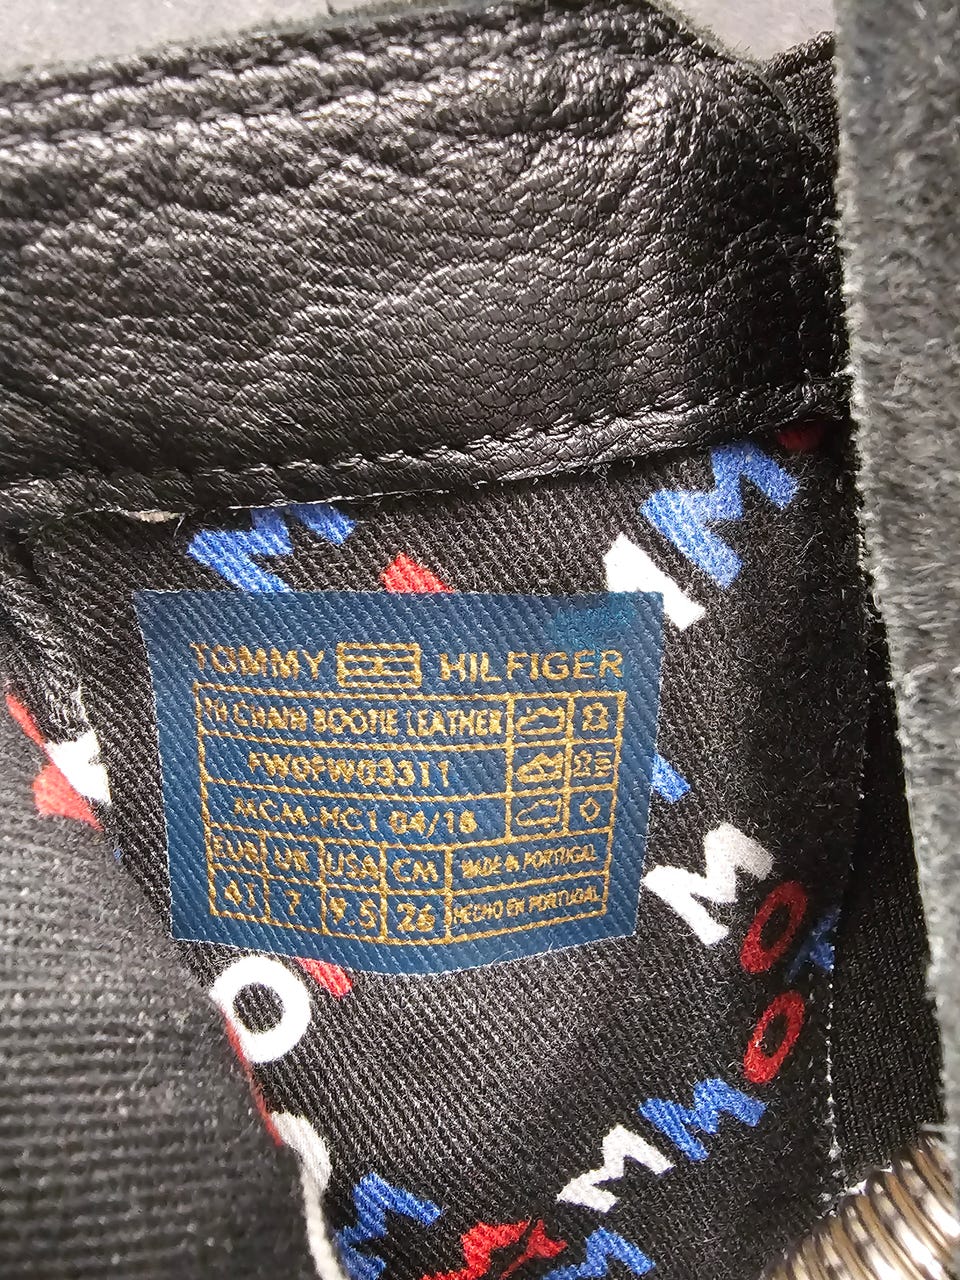 TOMMY HILFIGER
TH CHAIN BOOTIE LEATHER
FW0FW03311
MCM-HC1 04/18
EUR UK USA CM MADE IN PORTUGAL
41 7 9.5 26 HECHO EN PORTUGAL
M
M
M
M
O
O
O
M
M
M